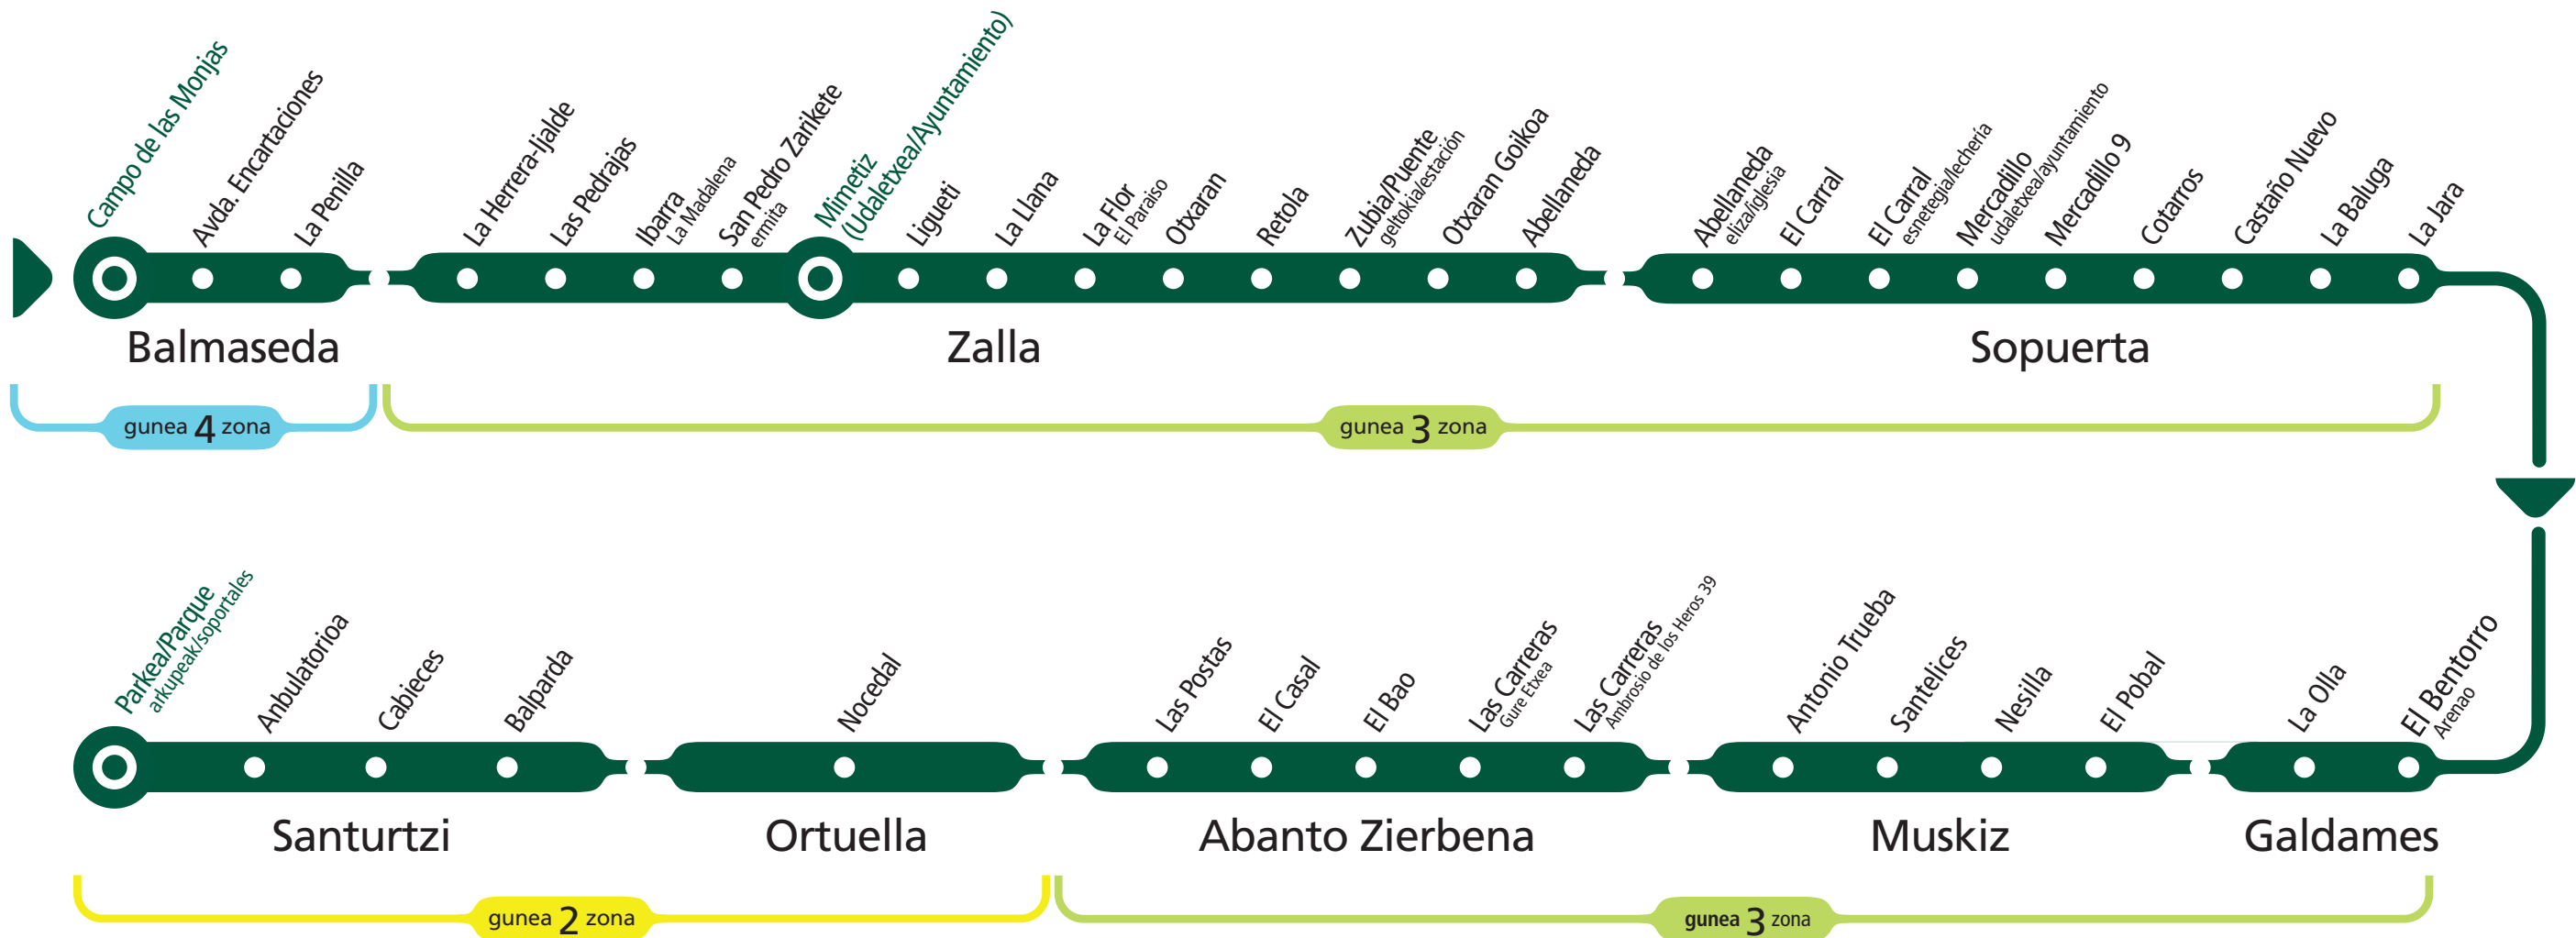 Campo de las Monjas
Avda. Encartaciones
La Penilla
La Herrera-Ijalde
Las Pedrajas
Ibarra
La Madalena
San Pedro Zarikete
ermita
Mimetiz
(Udaletxea/Ayuntamiento)
Ligueti
La Llana
La Flor
El Paraiso
Otxaran
Retola
Zubia/Puente
geltokia/estación
Otxaran Goikoa
Abellaneda
Abellaneda
eliza/iglesia
El Carral
El Carral
esnetegia/lechería
Mercadillo
udaletxea/ayuntamiento
Mercadillo 9
Cotarros
Castaño Nuevo
La Baluga
La Jara
Balmaseda
Zalla
Sopuerta
gunea 4 zona
gunea 3 zona
Parkea/Parque
arkupeak/soportales
Anbulatorioa
Cabieces
Balparda
Nocedal
Las Postas
El Casal
El Bao
Las Carreras
Gure Etxea
Las Carreras
Ambrosio de los Heros 39
Antonio Trueba
Santelices
Nesilla
El Pobal
La Olla
El Bentorro
Arenao
Santurtzi
Ortuella
Abanto Zierbena
Muskiz
Galdames
gunea 2 zona
gunea 3 zona